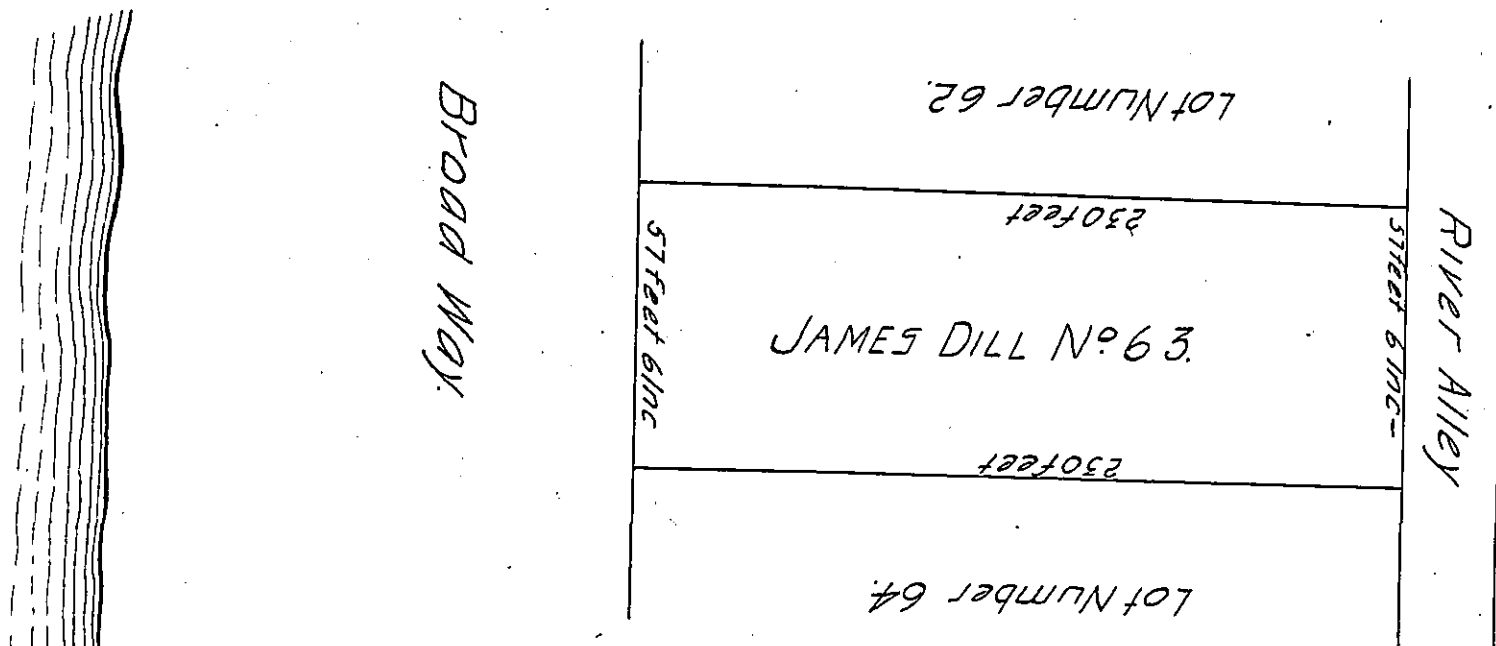 Lot Number 62.
Broad Way.
230 feet
57 feet 6 Inc
57 feet 6 Inc-
River Alley
JAMES DILL No 63.
230 feet
Lot Number 64.